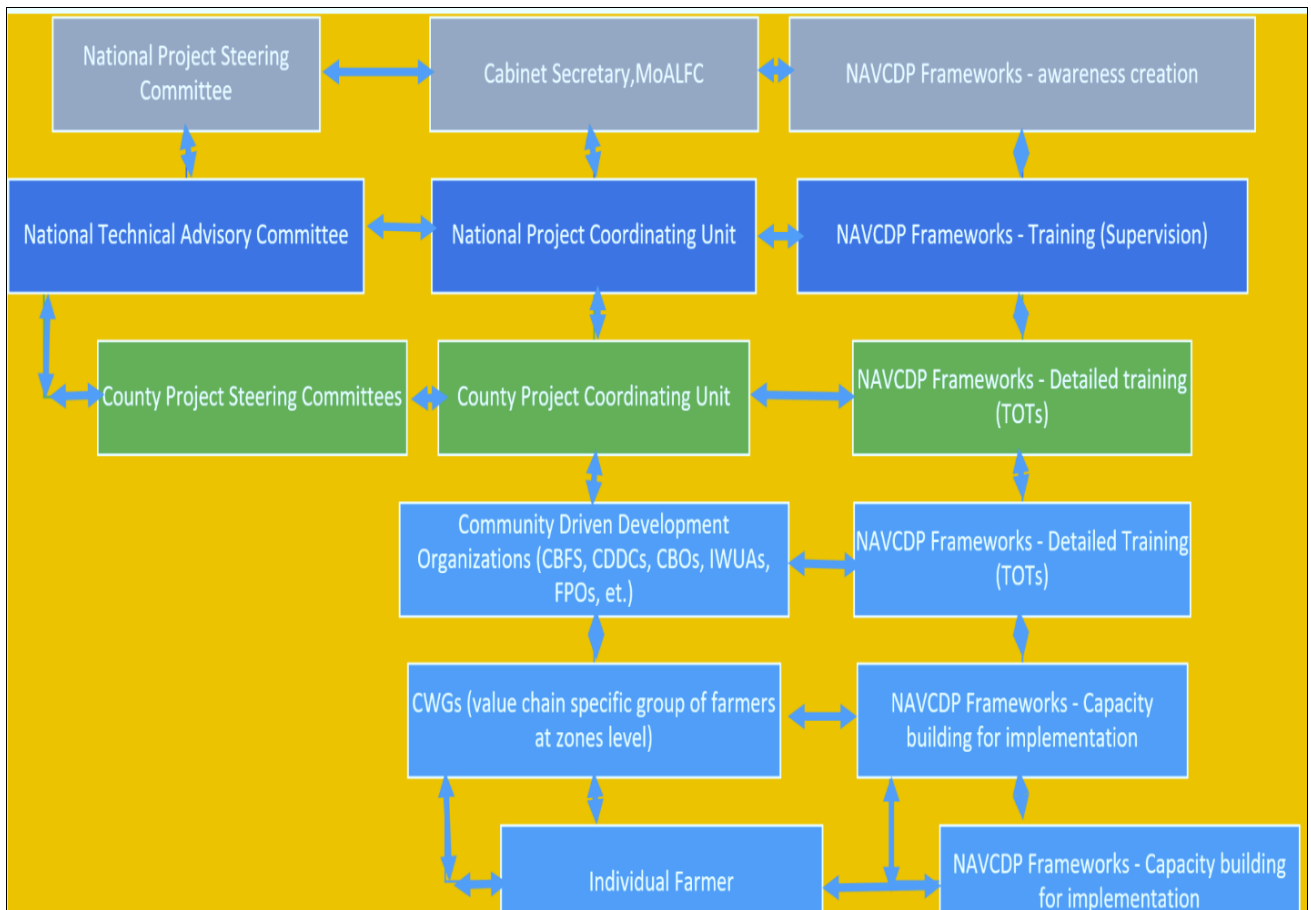 National Project Steering
Committee
Cabinet Secretary,MoALFC
NAVCDP Frameworks - awareness creation
National Technical Advisory Committee
National Project Coordinating Unit
NAVCDP Frameworks - Training (Supervision)
County Project Steering Committees
County Project Coordinating Unit
NAVCDP Frameworks - Detailed training
(TOTs)
Community Driven Development
Organizations (CBFS, CDDCs, CBOs, IWUAs,
FPOs, et.)
NAVCDP Frameworks - Detailed Training
(TOTs)
CWGs (value chain specific group of farmers
at zones level)
NAVCDP Frameworks - Capacity
building for implementation
Individual Farmer
NAVCDP Frameworks - Capacity building
for implementation